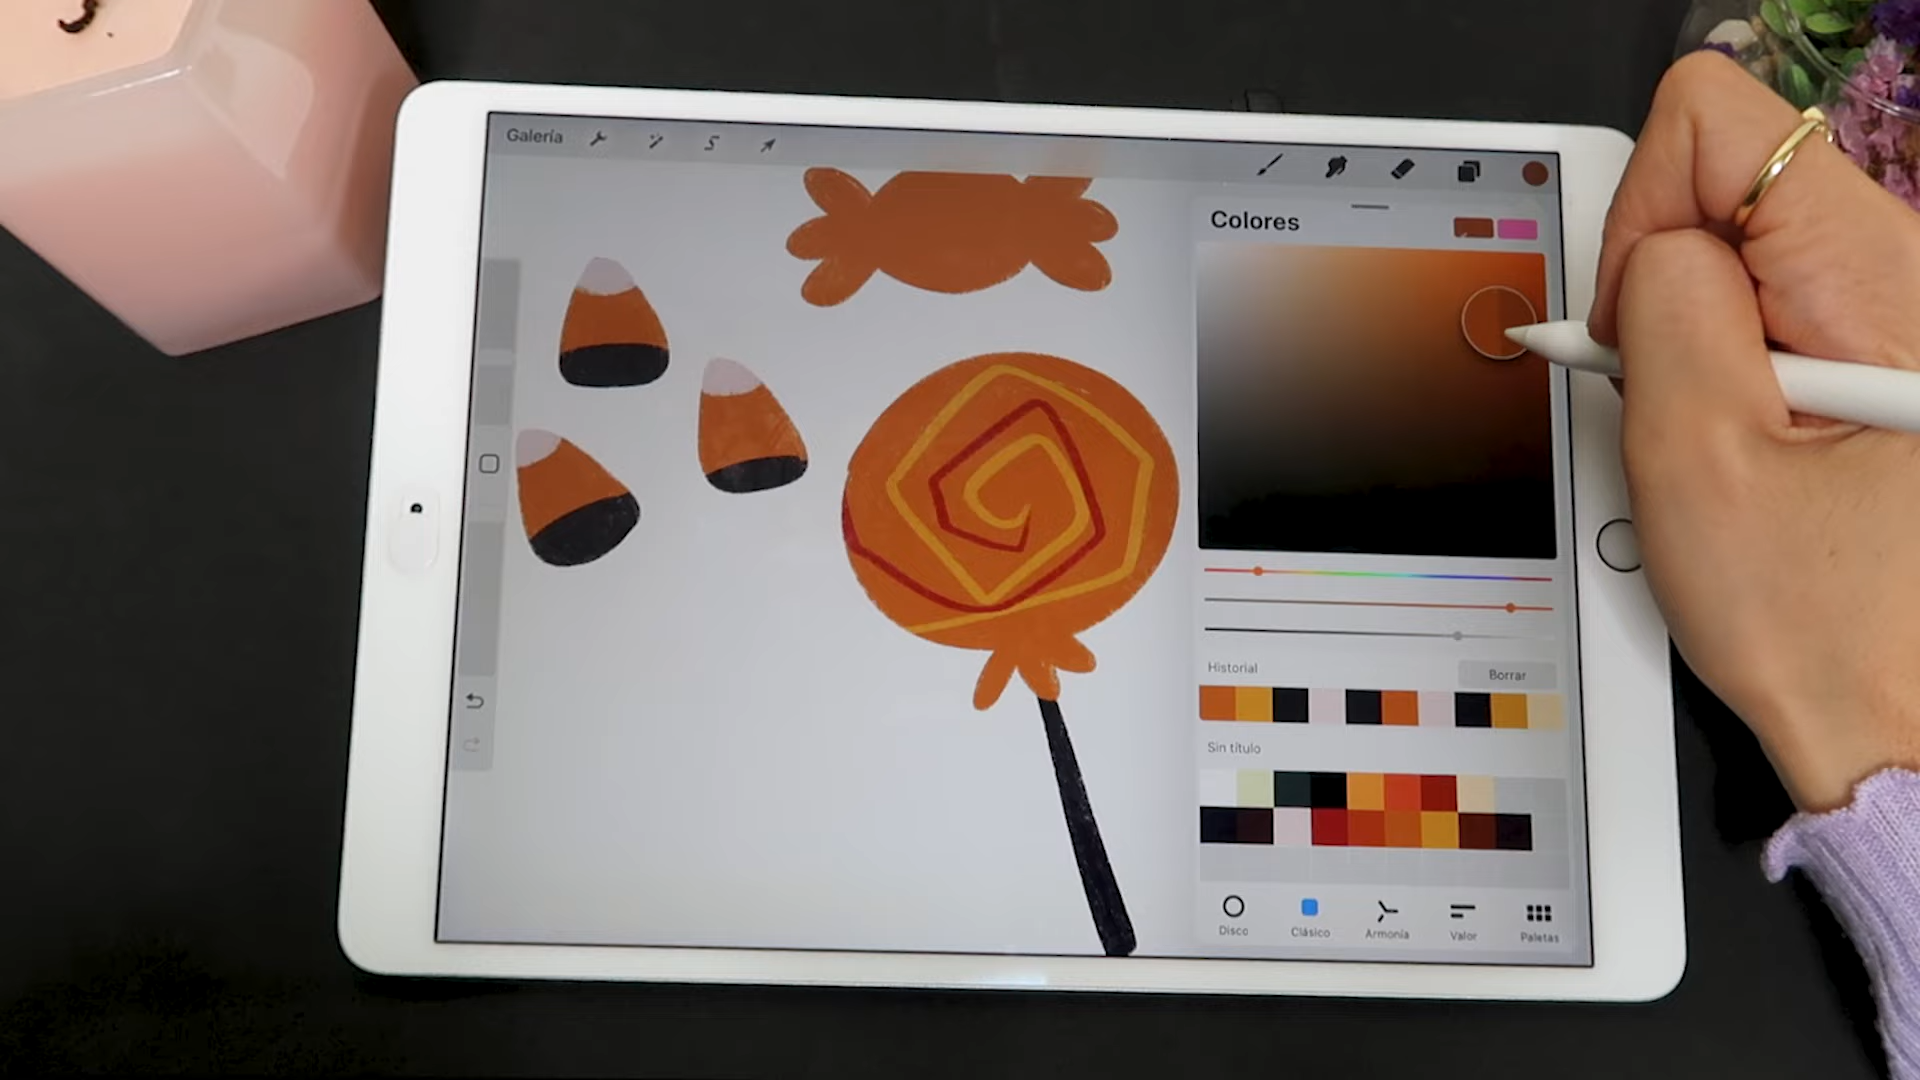 Galería
Colores
Historial
Borrar
Sin título
Disco
Clásico
Armonía
Valor
Paletas